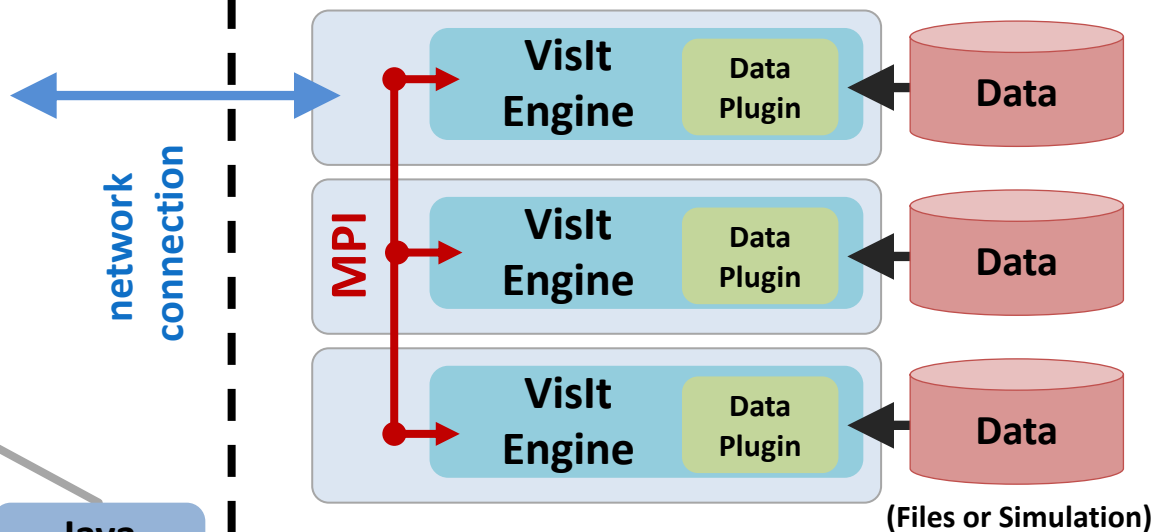 network
connection
MPI
VisIt
Engine
Data
Plugin
Data
VisIt
Engine
Data
Plugin
Data
VisIt
Engine
Data
Plugin
Data
(Files or Simulation)
Java